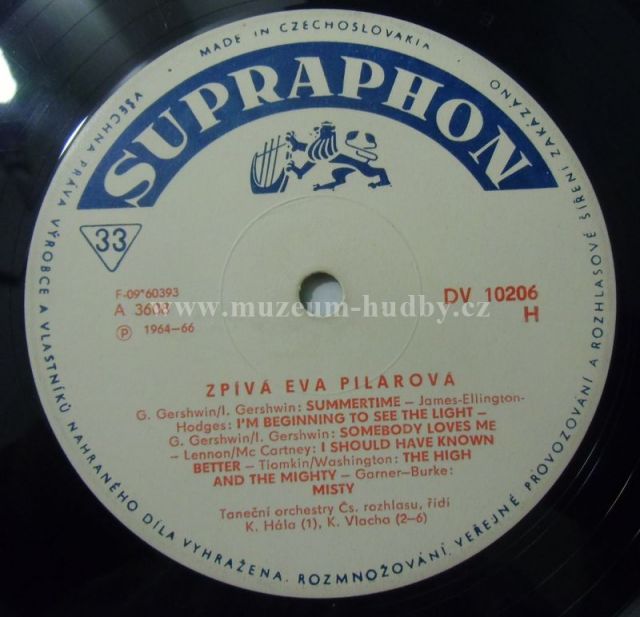 MADE IN CZECHOSLOVAKIA
SUPRAPHON
33
F-09*60393
A 3608
Ⓟ 1964–66
DV 10206
H
www.muzeum-hudby.cz
ZPÍVÁ EVA PILAROVÁ
G. Gershwin/I. Gershwin: SUMMERTIME – James-Ellington-
Hodges: I'M BEGINNING TO SEE THE LIGHT –
G. Gershwin/I. Gershwin: SOMEBODY LOVES ME
– Lennon/Mc Cartney: I SHOULD HAVE KNOWN
BETTER – Tiomkin/Washington: THE HIGH
AND THE MIGHTY – Garner-Burke:
MISTY
Taneční orchestry Čs. rozhlasu, řídí
K. Hála (1), K. Vlacha (2–6)
VŠECHNA PRÁVA VÝROBCE A VLASTNÍKŮ NAHRANÉHO DÍLA VYHRAŽENA. ROZMNOŽOVÁNÍ, VEŘEJNÉ PROVOZOVÁNÍ A ROZHLASOVÉ ŠÍŘENÍ ZAKÁZÁNO